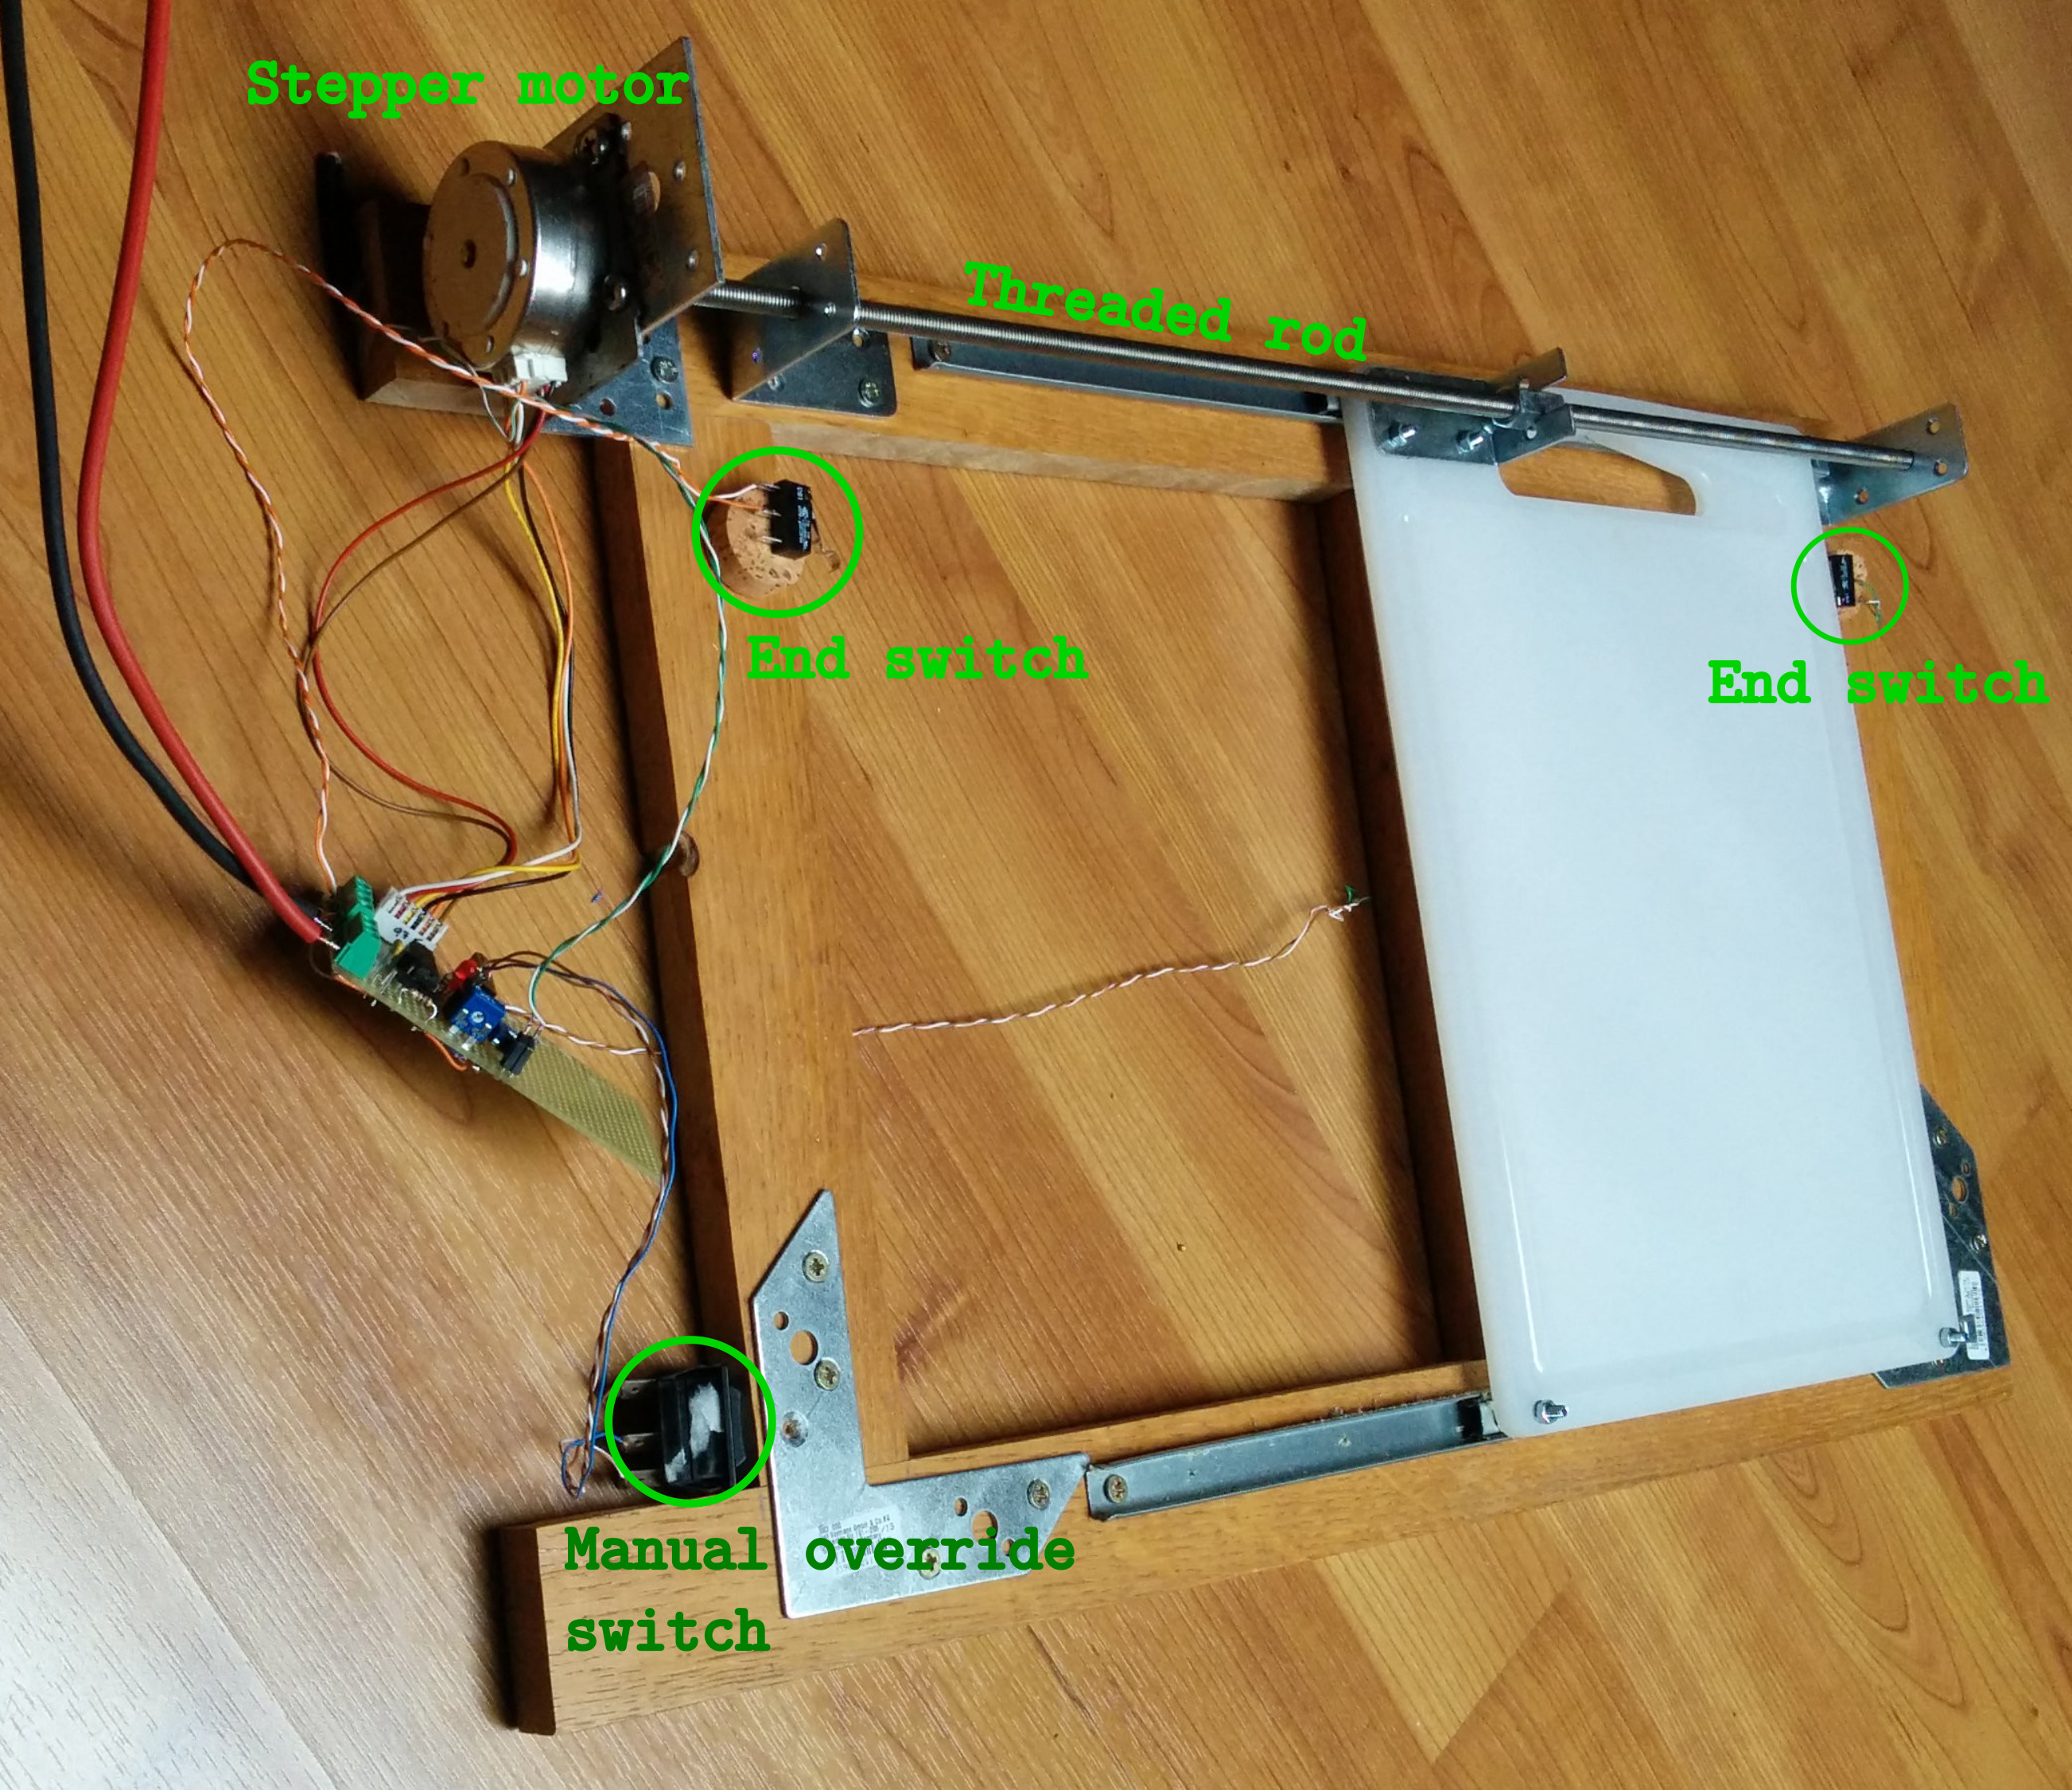 Stepper motor
Threaded rod
End switch
End switch
Manual override
switch